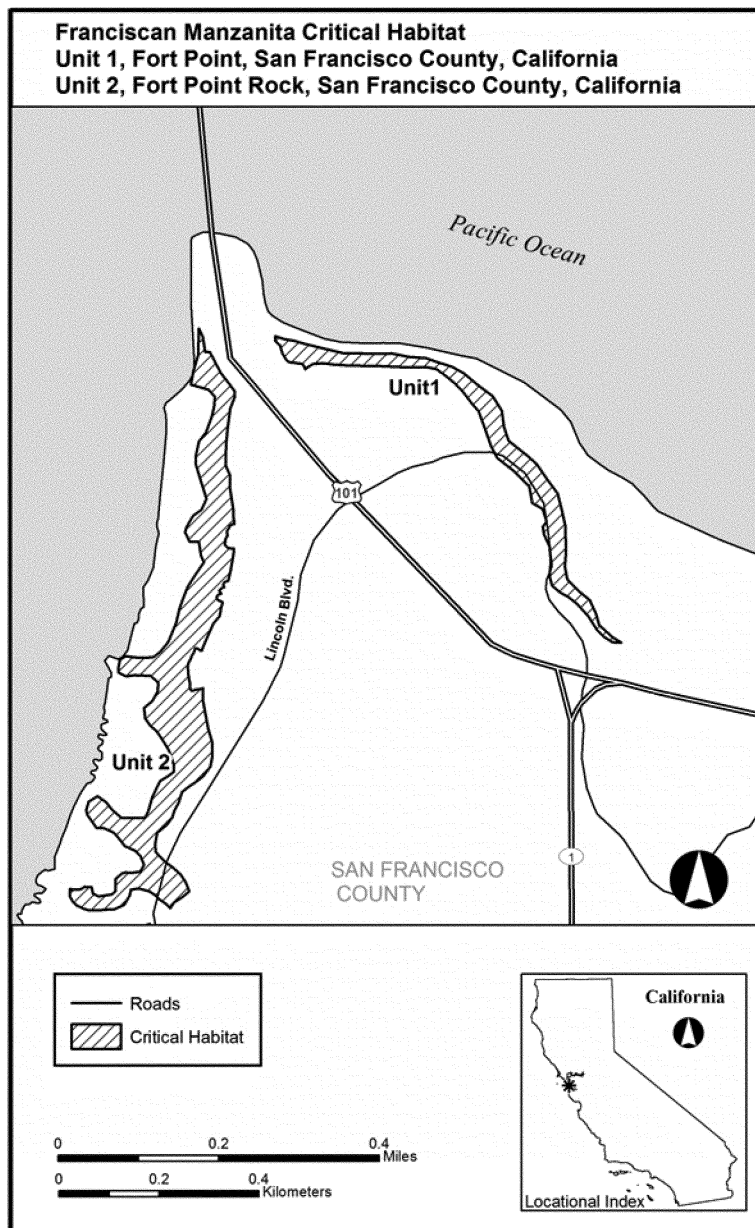 Franciscan Manzanita Critical Habitat
Unit 1, Fort Point, San Francisco County, California
Unit 2, Fort Point Rock, San Francisco County, California
Pacific Ocean
Unit1
101
Lincoln Blvd.
Unit 2
1
SAN FRANCISCO
COUNTY
Roads
Critical Habitat
California
0 0.2 0.4
Miles
0 0.2 0.4
Kilometers
Locational Index